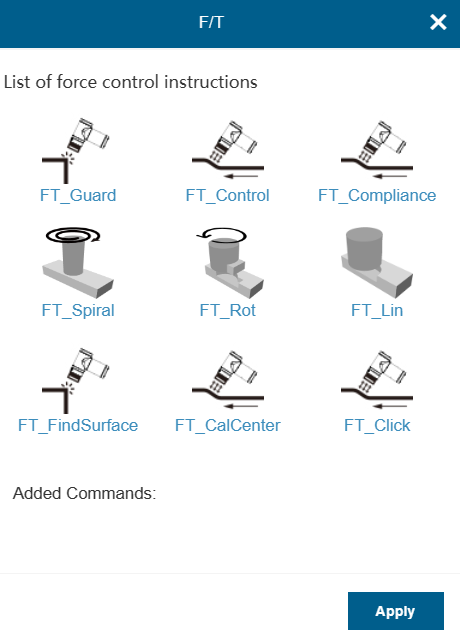 F/T
List of force control instructions
FT_Guard FT_Control FT_Compliance
FT_Spiral FT_Rot FT_Lin
FT_FindSurface FT_CalCenter FT_Click
Added Commands:
Apply